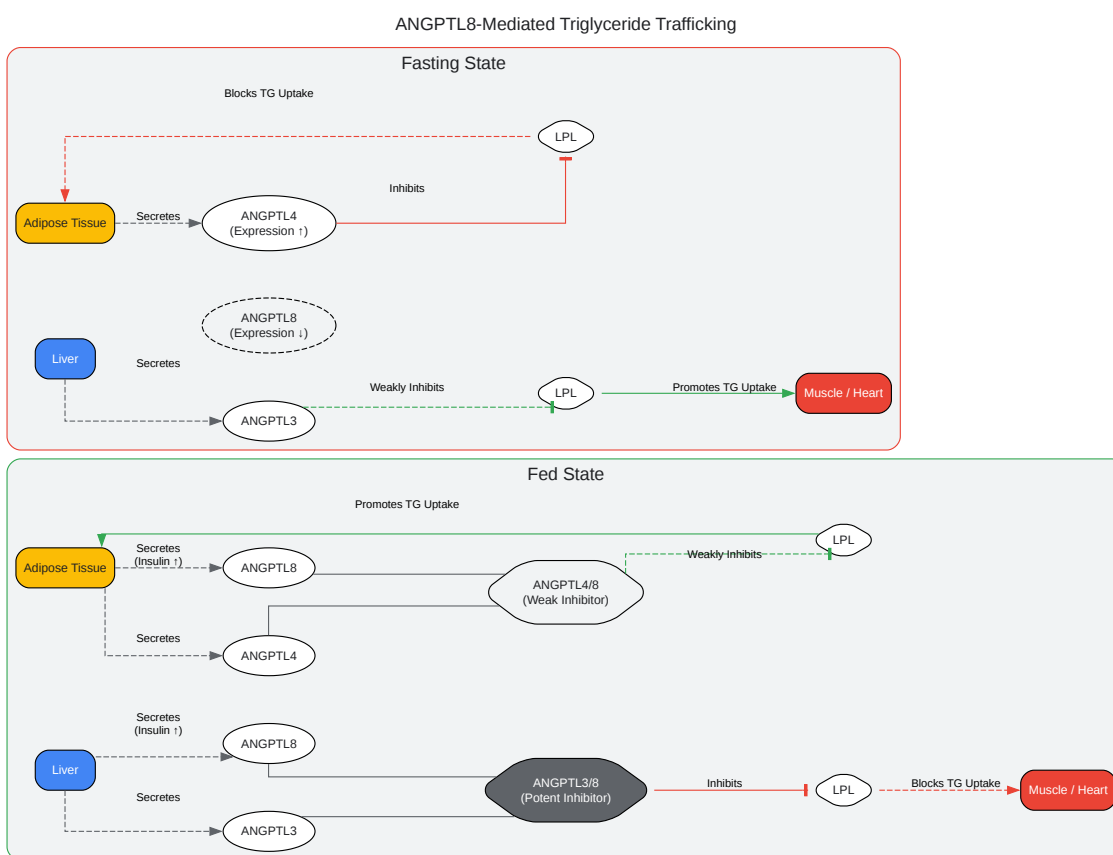 ANGPTL8-Mediated Triglyceride Trafficking
Fasting State
Blocks TG Uptake
LPL
Inhibits
Adipose Tissue
Secretes
ANGPTL4
(Expression ↑)
ANGPTL8
(Expression ↓)
Liver
Secretes
Weakly Inhibits
LPL
Promotes TG Uptake
Muscle / Heart
ANGPTL3
Fed State
Promotes TG Uptake
LPL
Secretes
(Insulin ↑)
Weakly Inhibits
Adipose Tissue
ANGPTL8
ANGPTL4/8
(Weak Inhibitor)
Secretes
ANGPTL4
Secretes
(Insulin ↑)
ANGPTL8
Liver
ANGPTL3/8
(Potent Inhibitor)
Inhibits
LPL
Blocks TG Uptake
Muscle / Heart
Secretes
ANGPTL3